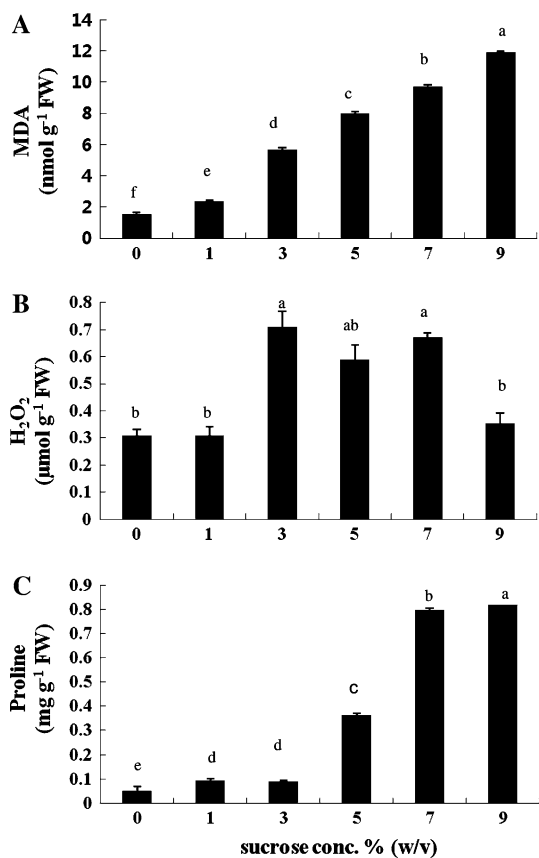 A
MDA
(nmol g⁻¹ FW)
14
12
10
8
6
4
2
0
f
e
d
c
b
a
0 1 3 5 7 9
B
H₂O₂
(µmol g⁻¹ FW)
0.8
0.7
0.6
0.5
0.4
0.3
0.2
0.1
0
b
b
a
ab
a
b
0 1 3 5 7 9
C
Proline
(mg g⁻¹ FW)
0.9
0.8
0.7
0.6
0.5
0.4
0.3
0.2
0.1
0
e
d
d
c
b
a
0 1 3 5 7 9
sucrose conc. % (w/v)